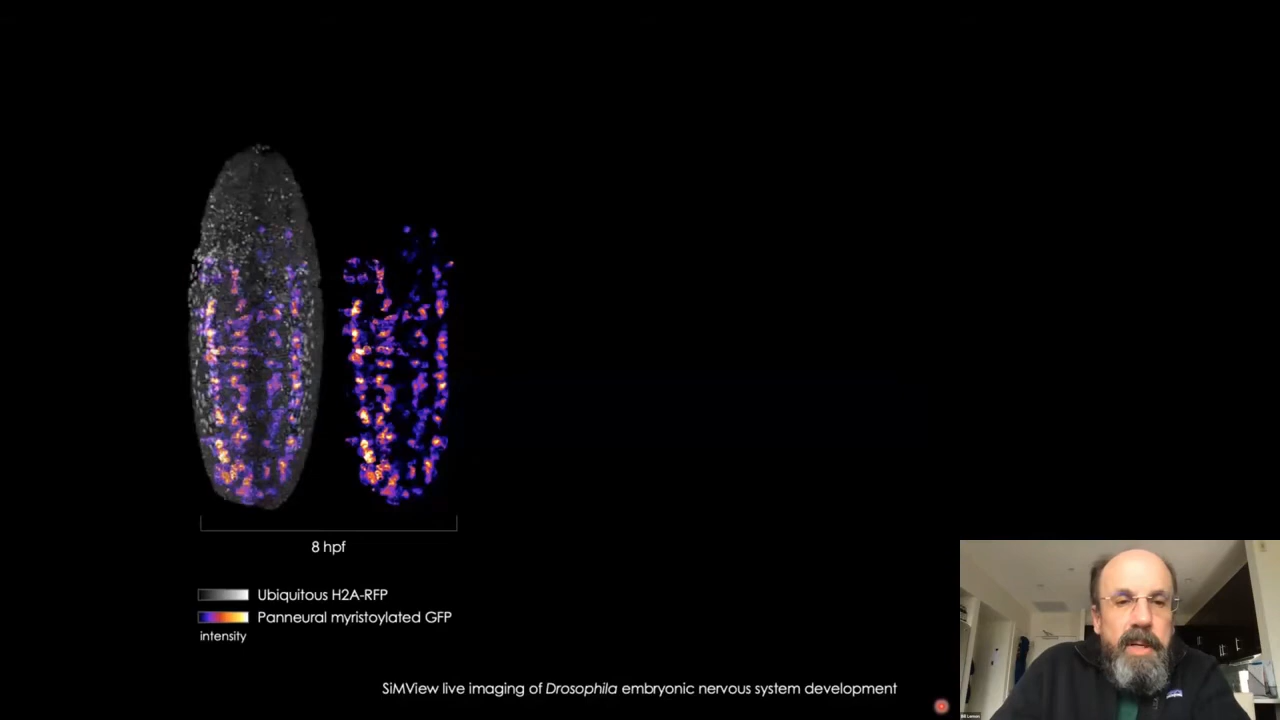 8 hpf
Ubiquitous H2A-RFP
Panneural myristoylated GFP
intensity
SiMView live imaging of Drosophila embryonic nervous system development